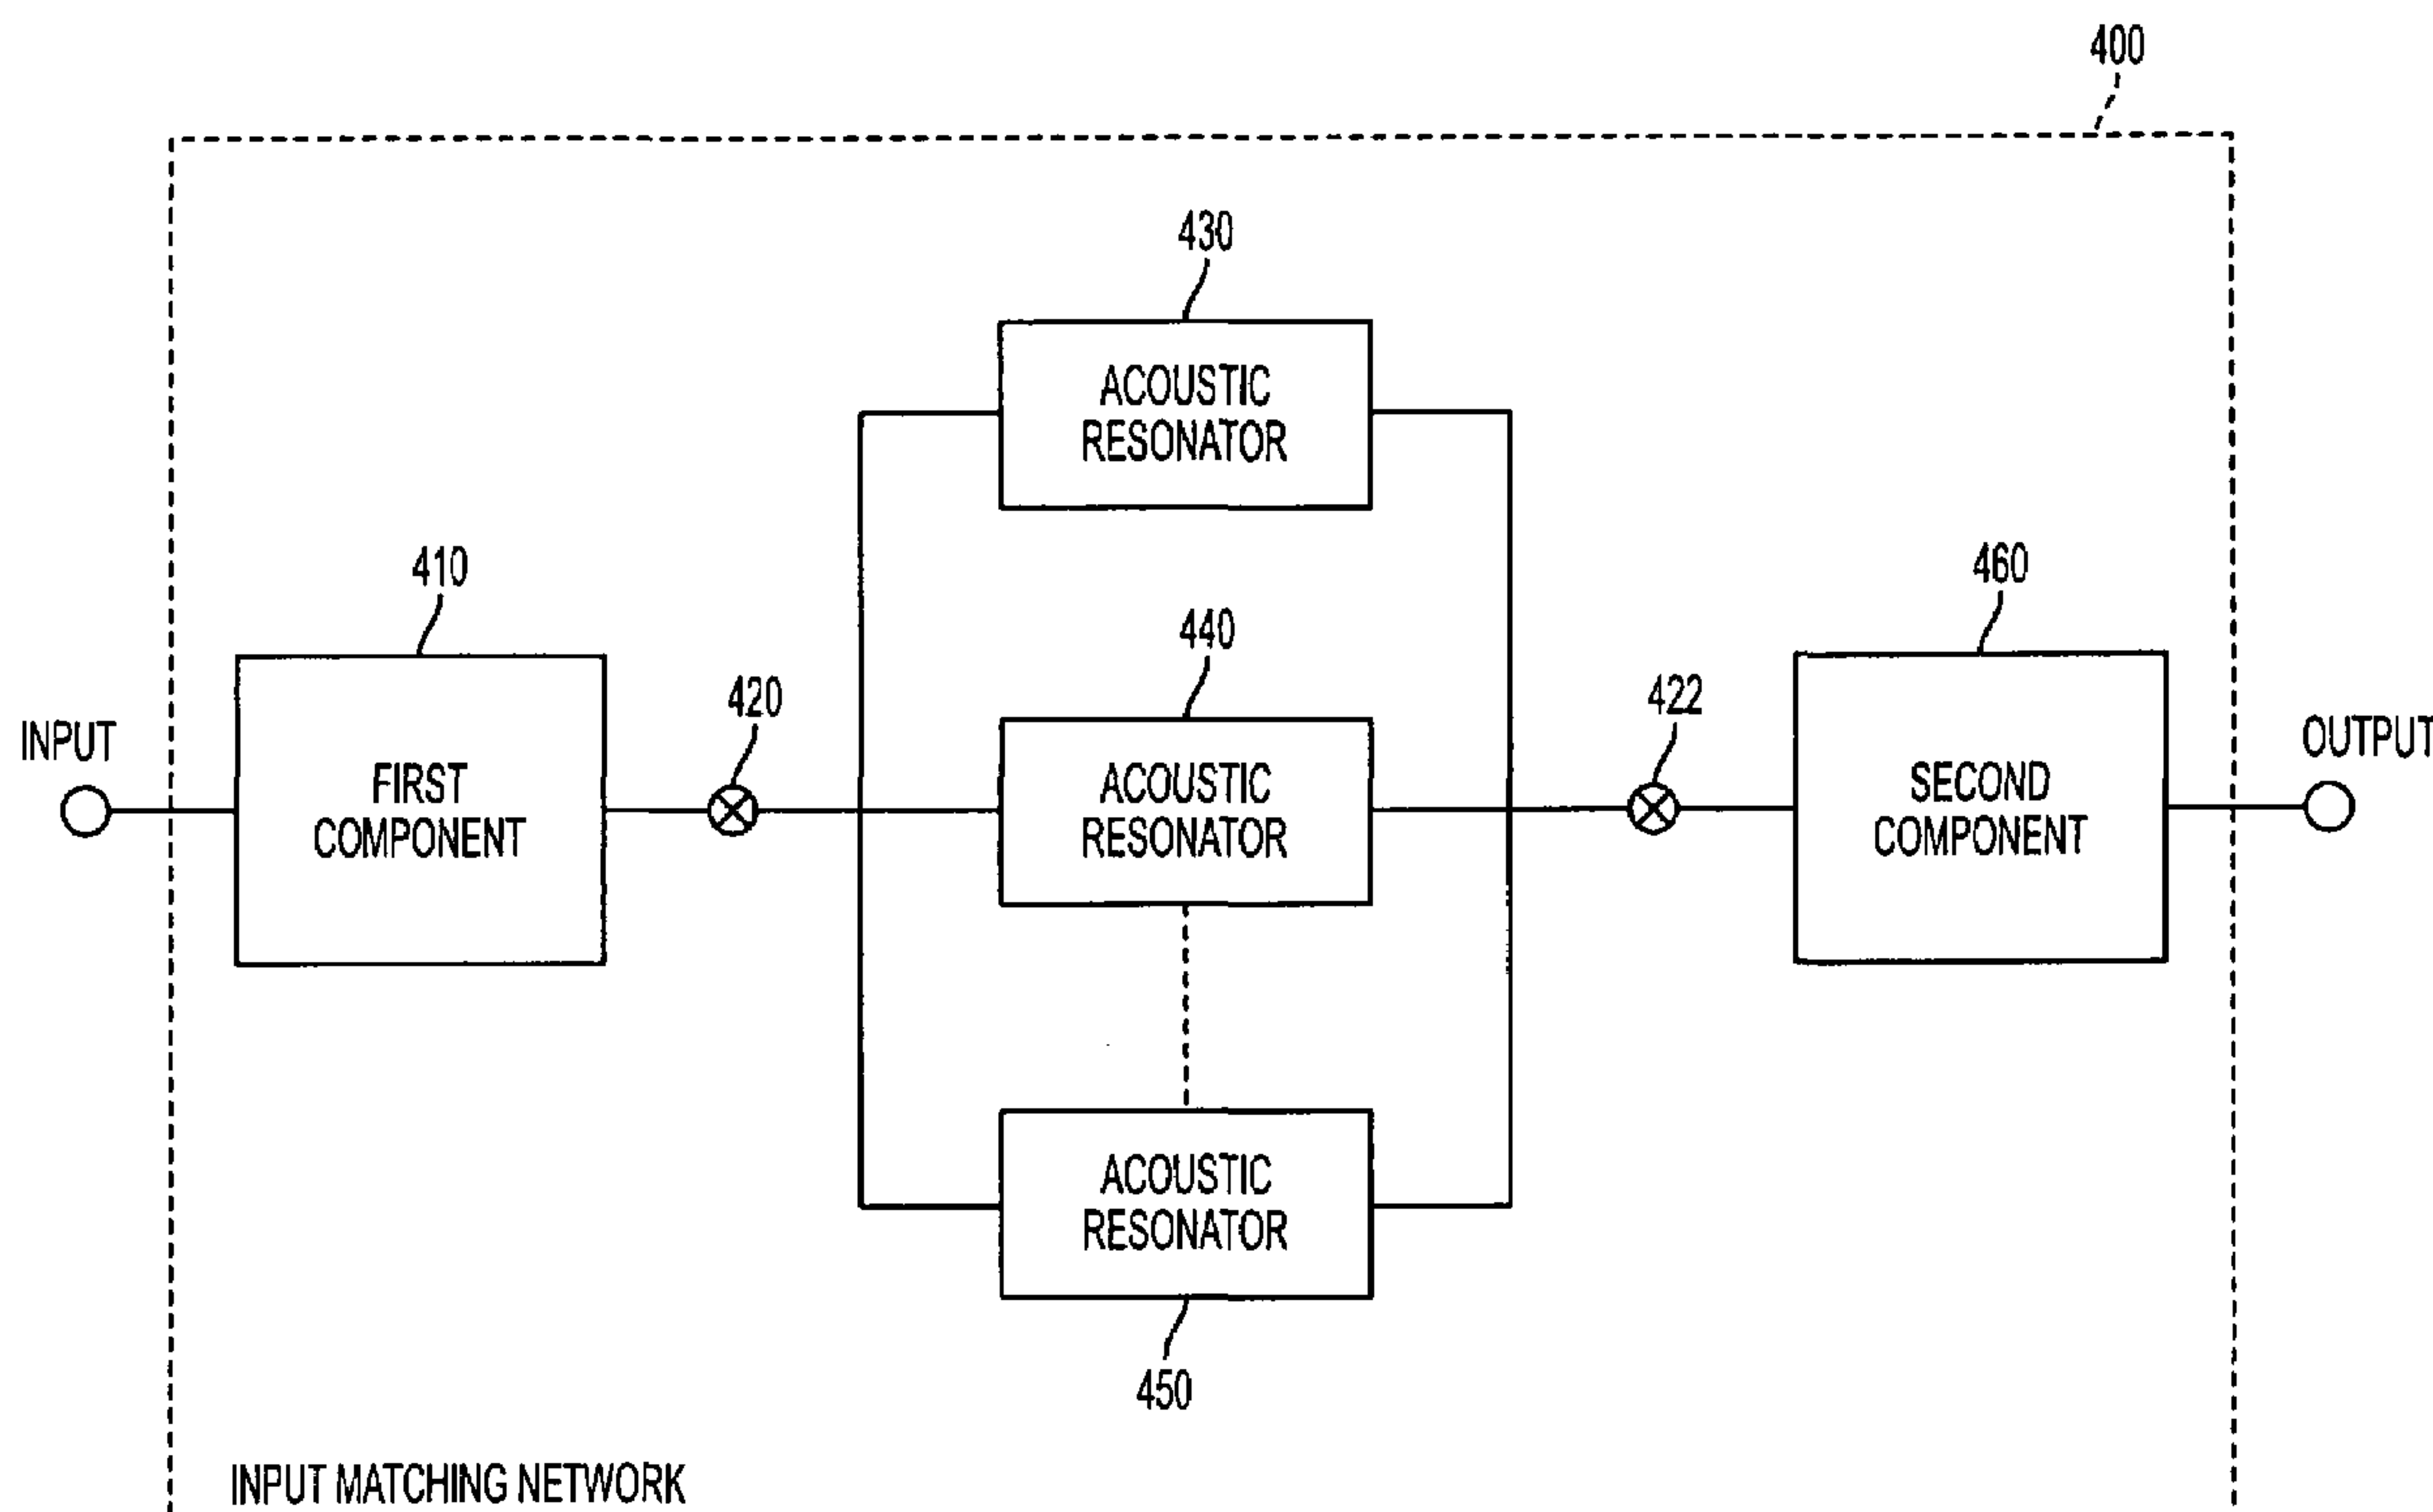 400
430
ACOUSTIC
RESONATOR
410
440
460
420
422
INPUT
OUTPUT
FIRST
COMPONENT
ACOUSTIC
RESONATOR
SECOND
COMPONENT
ACOUSTIC
RESONATOR
450
INPUT MATCHING NETWORK